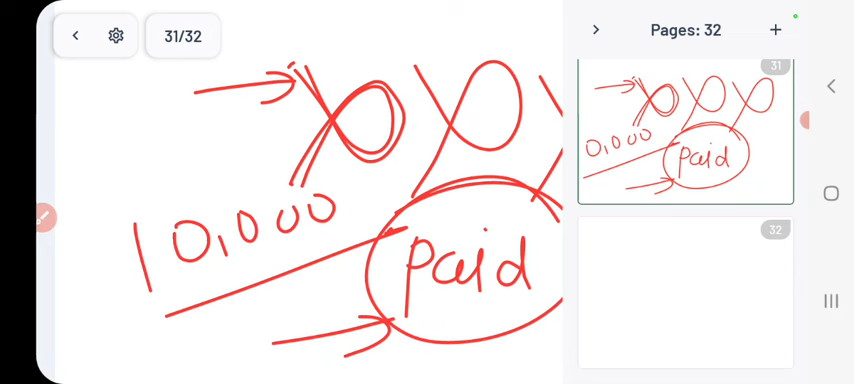 31/32
Pages: 32
31
10,000
paid
0,000
paid
32